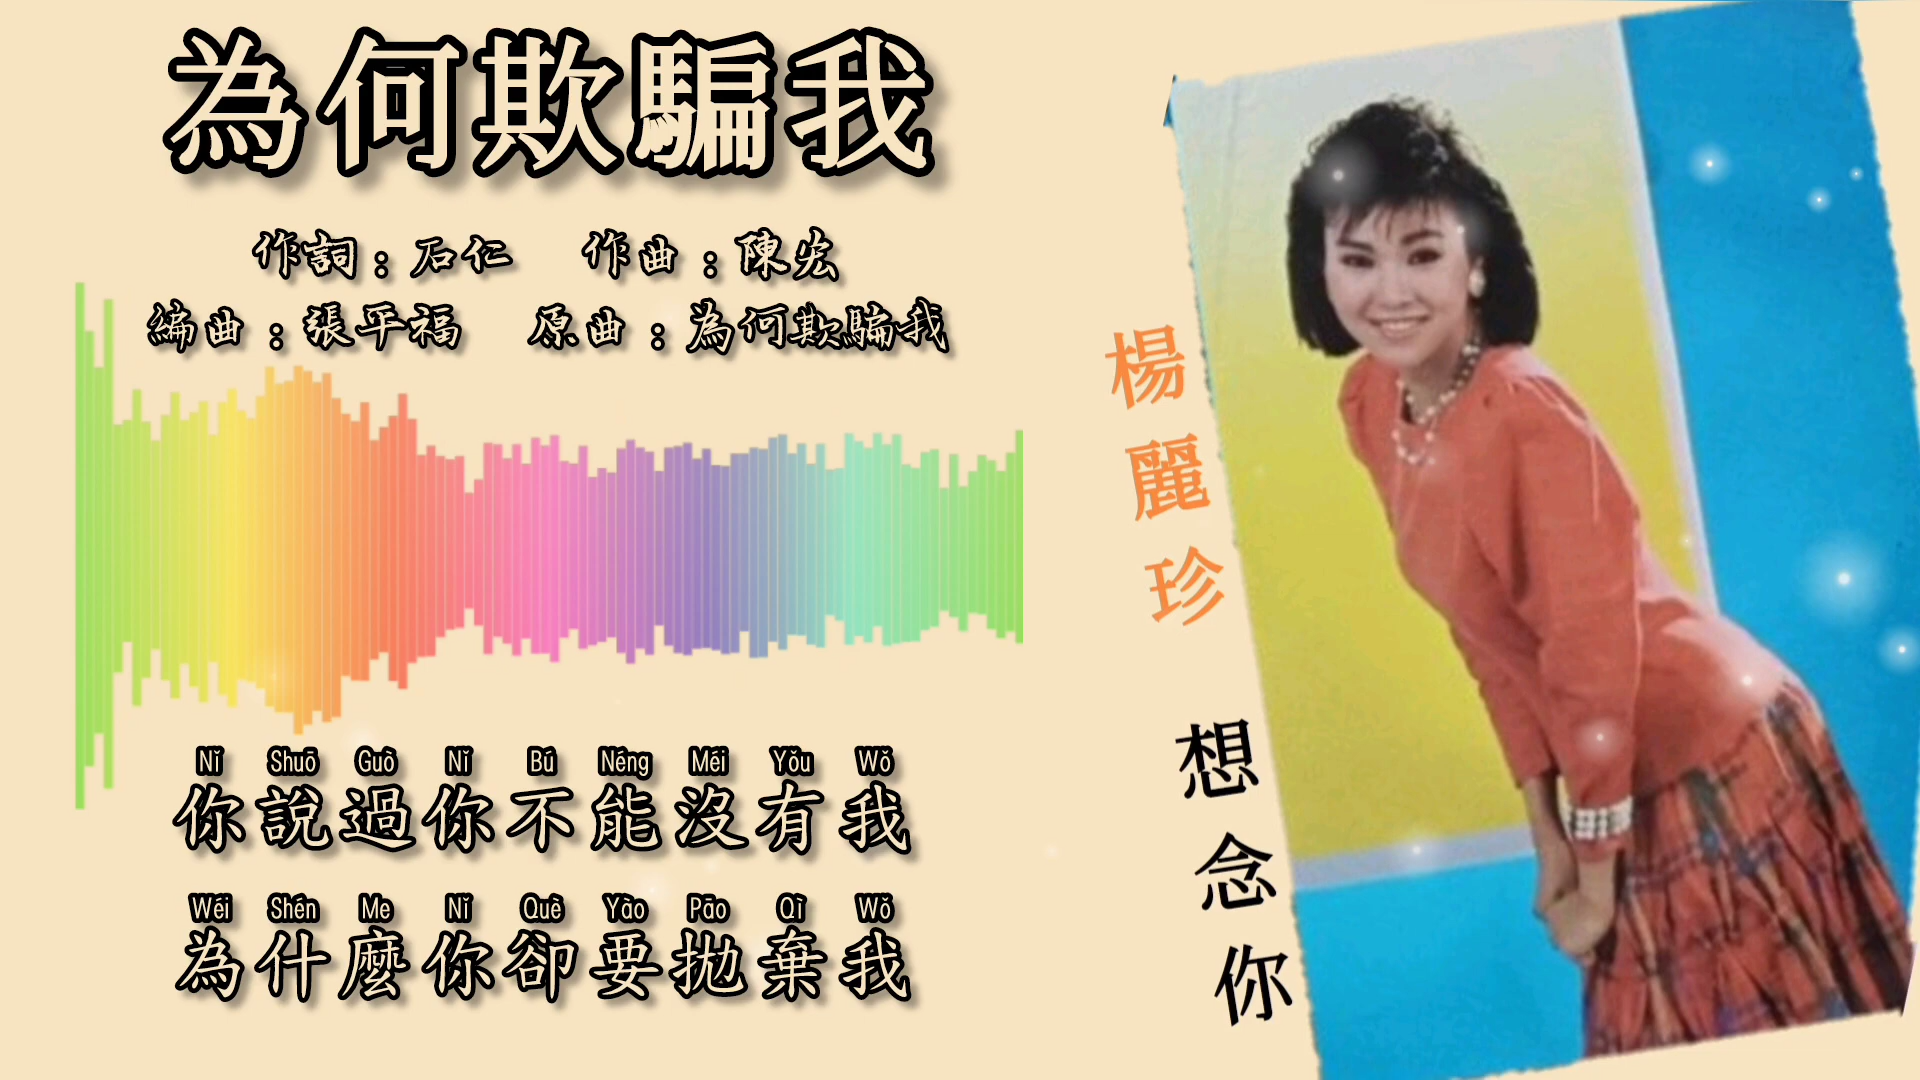 為何欺騙我
作詞：石仁 作曲：陳宏
編曲：張平福 原曲：為何欺騙我
Nǐ Shuō Guò Nǐ Bú Néng Méi Yǒu Wǒ
你說過你不能沒有我
Wéi Shén Me Nǐ Què Yào Pāo Qì Wǒ
為什麼你卻要拋棄我
楊麗珍
想念你